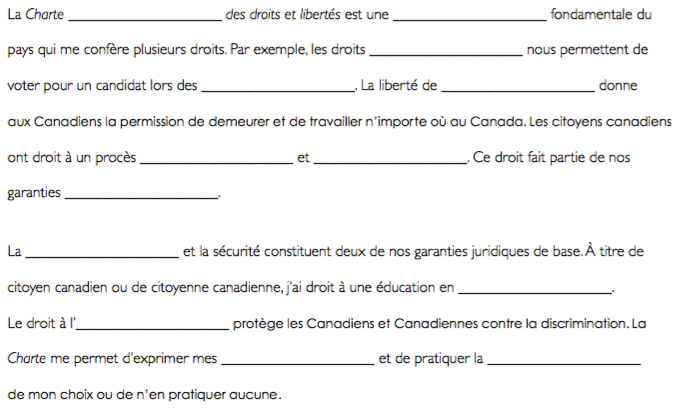 La Charte ____________________ des droits et libertés est une ____________________ fondamentale du
pays qui me confère plusieurs droits. Par exemple, les droits ____________________ nous permettent de
voter pour un candidat lors des ____________________. La liberté de ____________________ donne
aux Canadiens la permission de demeurer et de travailler n'importe où au Canada. Les citoyens canadiens
ont droit à un procès ____________________ et ____________________. Ce droit fait partie de nos
garanties ____________________.
La ____________________ et la sécurité constituent deux de nos garanties juridiques de base. À titre de
citoyen canadien ou de citoyenne canadienne, j'ai droit à une éducation en ____________________.
Le droit à l'____________________ protège les Canadiens et Canadiennes contre la discrimination. La
Charte me permet d'exprimer mes ____________________ et de pratiquer la ____________________
de mon choix ou de n'en pratiquer aucune.